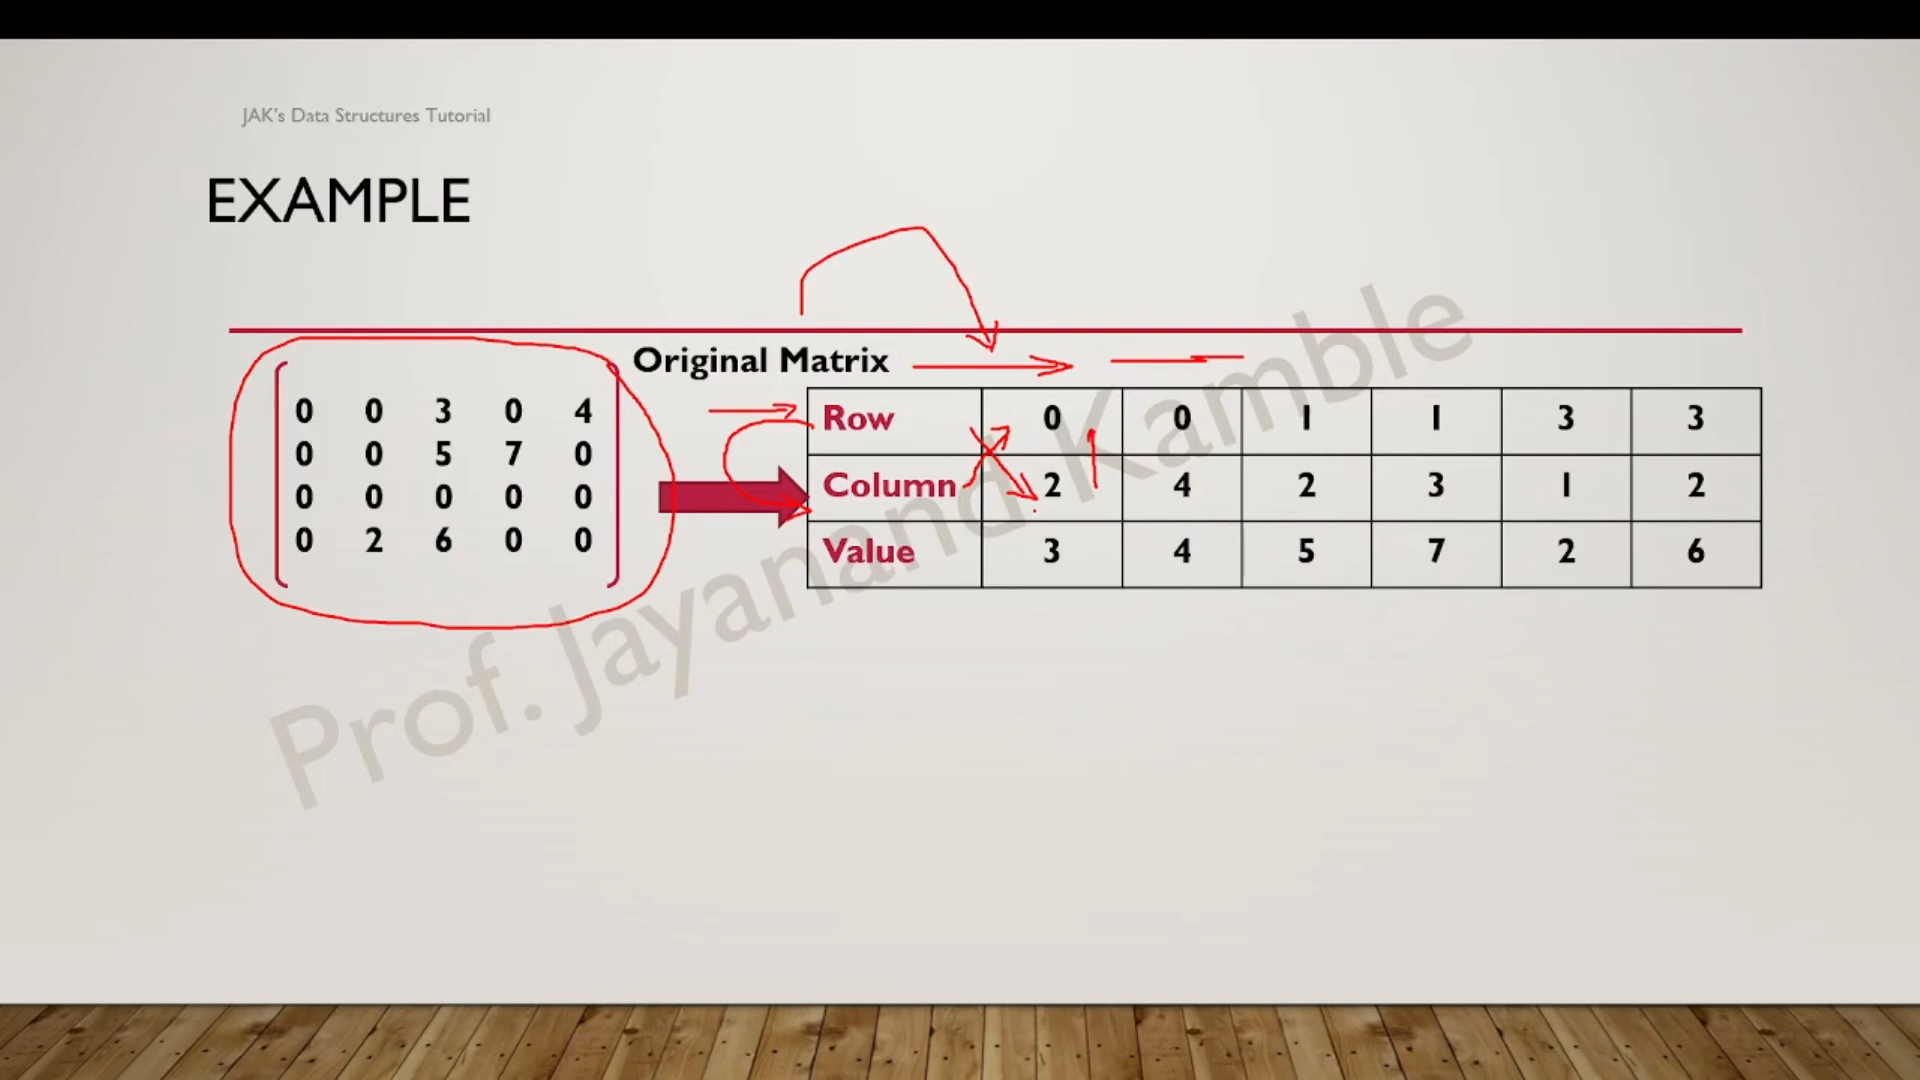 JAK's Data Structures Tutorial
EXAMPLE
Original Matrix
0 0 3 0 4
0 0 5 7 0
0 0 0 0 0
0 2 6 0 0
Row 0 0 1 1 3 3
Column 2 4 2 3 1 2
Value 3 4 5 7 2 6
Prof. Jayanand Kamble